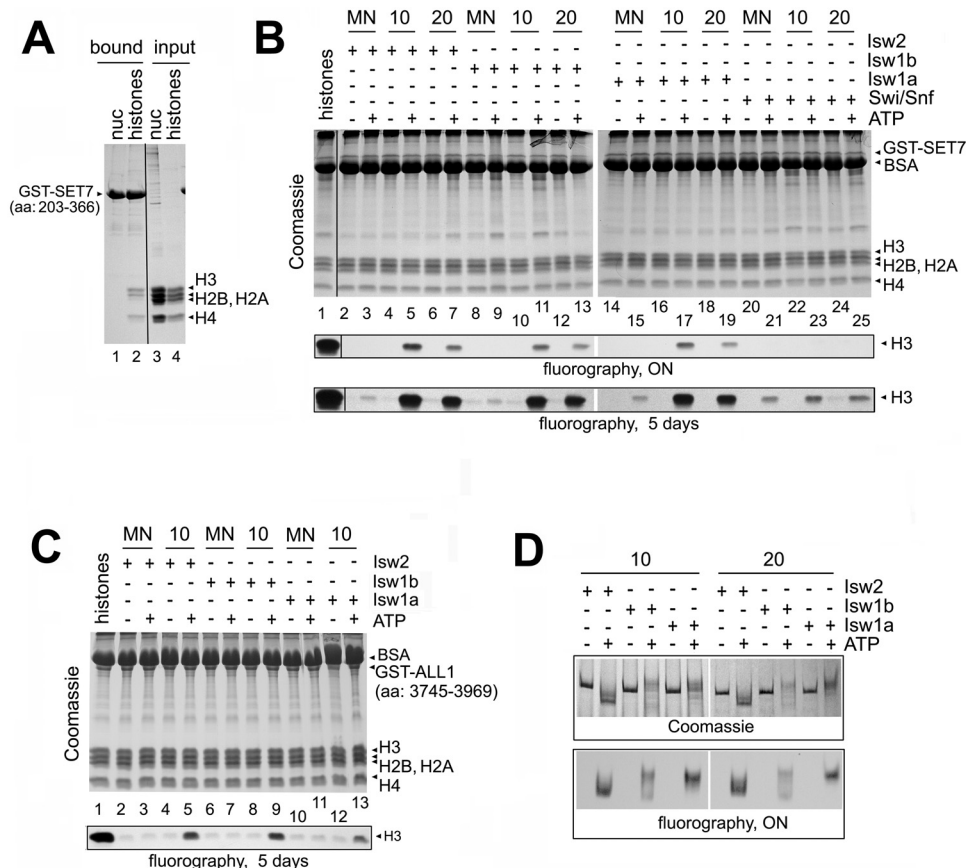 A
bound input
nuc histones nuc histones
GST-SET7
(aa: 203-366)
H3
H2B, H2A
H4
1 2 3 4
B
MN 10 20 MN 10 20 MN 10 20 MN 10 20
histones
- + + + + + + - - - - - - - - - - - - - - - - - - Isw2
- - - - - - - + + + + + + - - - - - - - - - - - - Isw1b
- - - - - - - - - - - - - + + + + + + - - - - - - Isw1a
- - - - - - - - - - - - - - - - - - - + + + + + + Swi/Snf
- + - + - + - + - + - + - + - + - + - + - + - + ATP
Coomassie
GST-SET7
BSA
H3
H2B, H2A
H4
1 2 3 4 5 6 7 8 9 10 11 12 13 14 15 16 17 18 19 20 21 22 23 24 25
H3
fluorography, ON
H3
fluorography, 5 days
C
MN 10 MN 10 MN 10
histones
+ + + + - - - - - - - - Isw2
- - - - + + + + - - - - Isw1b
- - - - - - - - + + + + Isw1a
- + - + - + - + - + - + ATP
Coomassie
BSA
GST-ALL1
(aa: 3745-3969)
H3
H2B, H2A
H4
1 2 3 4 5 6 7 8 9 10 11 12 13
H3
fluorography, 5 days
D
10 20
+ + - - - - + + - - - - Isw2
- - + + - - - - + + - - Isw1b
- - - - + + - - - - + + Isw1a
- + - + - + - + - + - + ATP
Coomassie
fluorography, ON